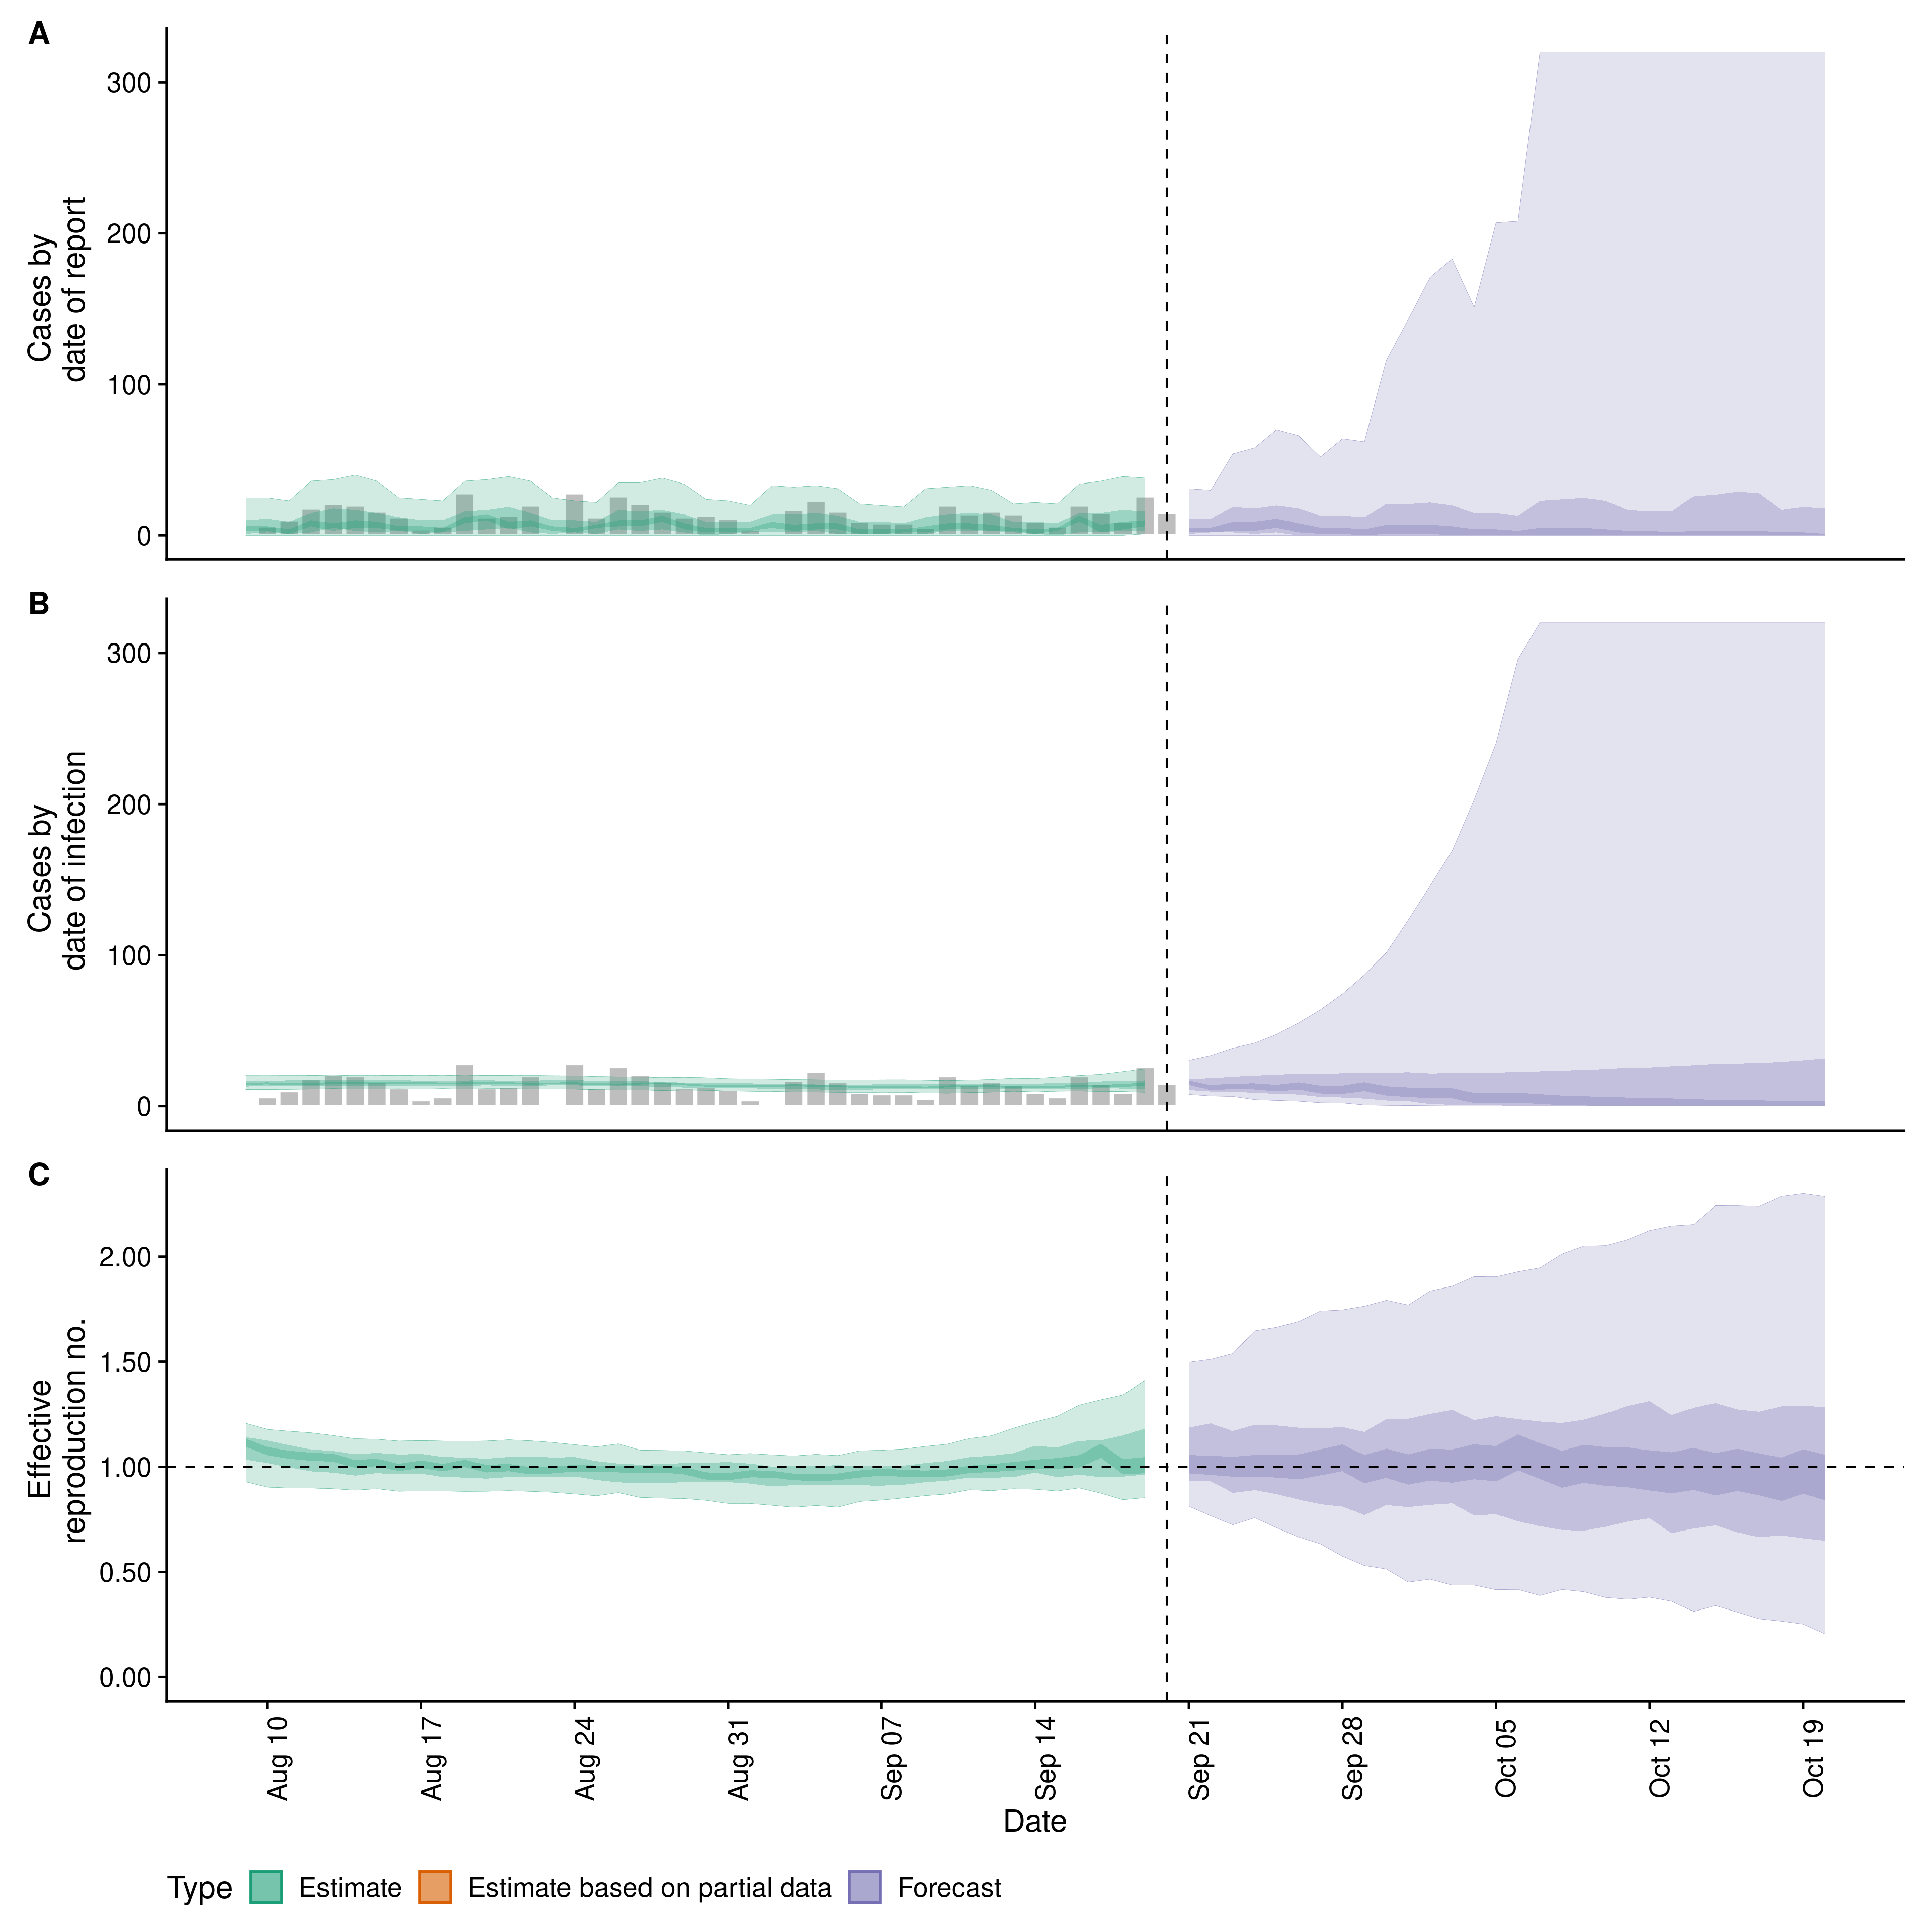 A
300
200
100
0
Cases by
date of report
B
300
200
100
0
Cases by
date of infection
C
2.00
1.50
1.00
0.50
0.00
Effective
reproduction no.
Aug 10
Aug 17
Aug 24
Aug 31
Sep 07
Sep 14
Sep 21
Sep 28
Oct 05
Oct 12
Oct 19
Date
Type Estimate Estimate based on partial data Forecast